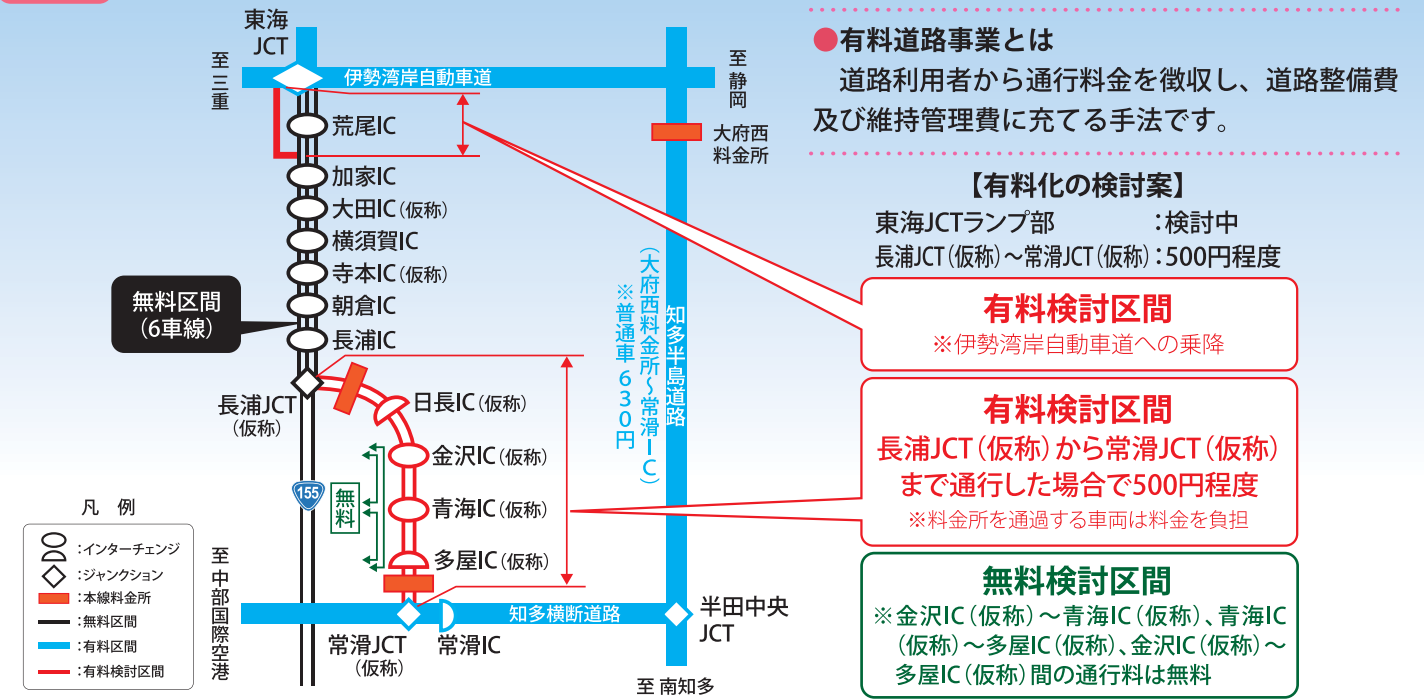 東海
JCT
至三重
伊勢湾岸自動車道
至静岡
荒尾IC
大府西
料金所
加家IC
大田IC(仮称)
横須賀IC
寺本IC(仮称)
朝倉IC
長浦IC
無料区間
(6車線)
長浦JCT
(仮称)
日長IC(仮称)
金沢IC(仮称)
青海IC(仮称)
多屋IC(仮称)
無料
155
知多半島道路
(大府西料金所~常滑IC)
※普通車630円
至中部国際空港
知多横断道路
常滑JCT
(仮称)
常滑IC
半田中央
JCT
至 南知多
凡 例
:インターチェンジ
:ジャンクション
:本線料金所
:無料区間
:有料区間
:有料検討区間
●有料道路事業とは
道路利用者から通行料金を徴収し、道路整備費
及び維持管理費に充てる手法です。
【有料化の検討案】
東海JCTランプ部 :検討中
長浦JCT(仮称)~常滑JCT(仮称):500円程度
有料検討区間
※伊勢湾岸自動車道への乗降
有料検討区間
長浦JCT(仮称)から常滑JCT(仮称)
まで通行した場合で500円程度
※料金所を通過する車両は料金を負担
無料検討区間
※金沢IC(仮称)~青海IC(仮称)、青海IC
(仮称)~多屋IC(仮称)、金沢IC(仮称)~
多屋IC(仮称)間の通行料は無料